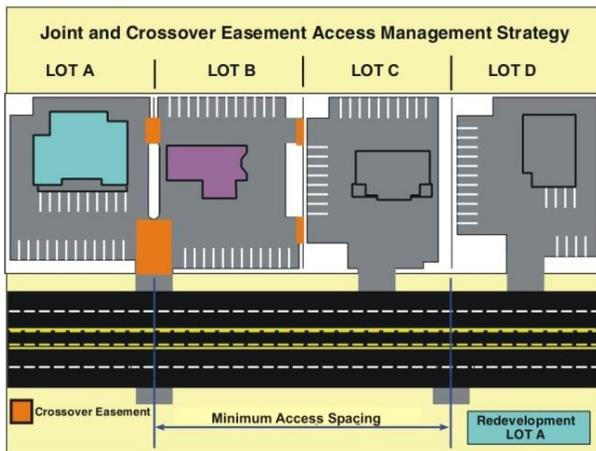 Joint and Crossover Easement Access Management Strategy
LOT A
LOT B
LOT C
LOT D
Crossover Easement
Minimum Access Spacing
Redevelopment
LOT A